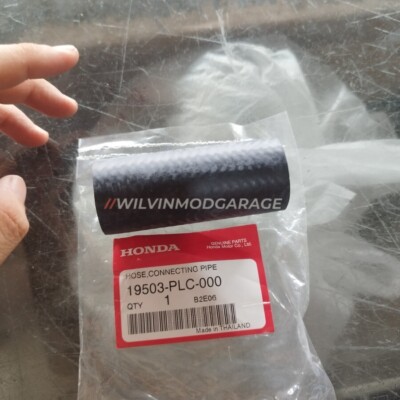 //WILVINMODGARAGE
HONDA
GENUINE PARTS
Honda Motor Co., Ltd.
HOSE,CONNECTING PIPE
19503-PLC-000
QTY 1 B2E06
Made in THAILAND